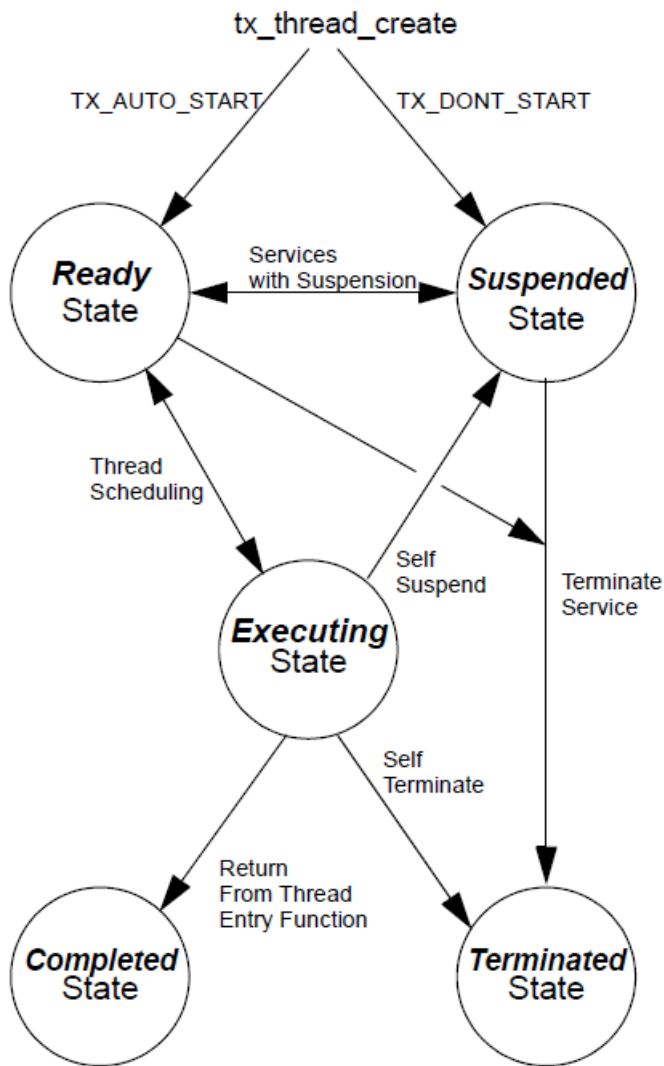 tx_thread_create
TX_AUTO_START
TX_DONT_START
Ready
State
Services
with Suspension
Suspended
State
Thread
Scheduling
Self
Suspend
Terminate
Service
Executing
State
Self
Terminate
Return
From Thread
Entry Function
Completed
State
Terminated
State